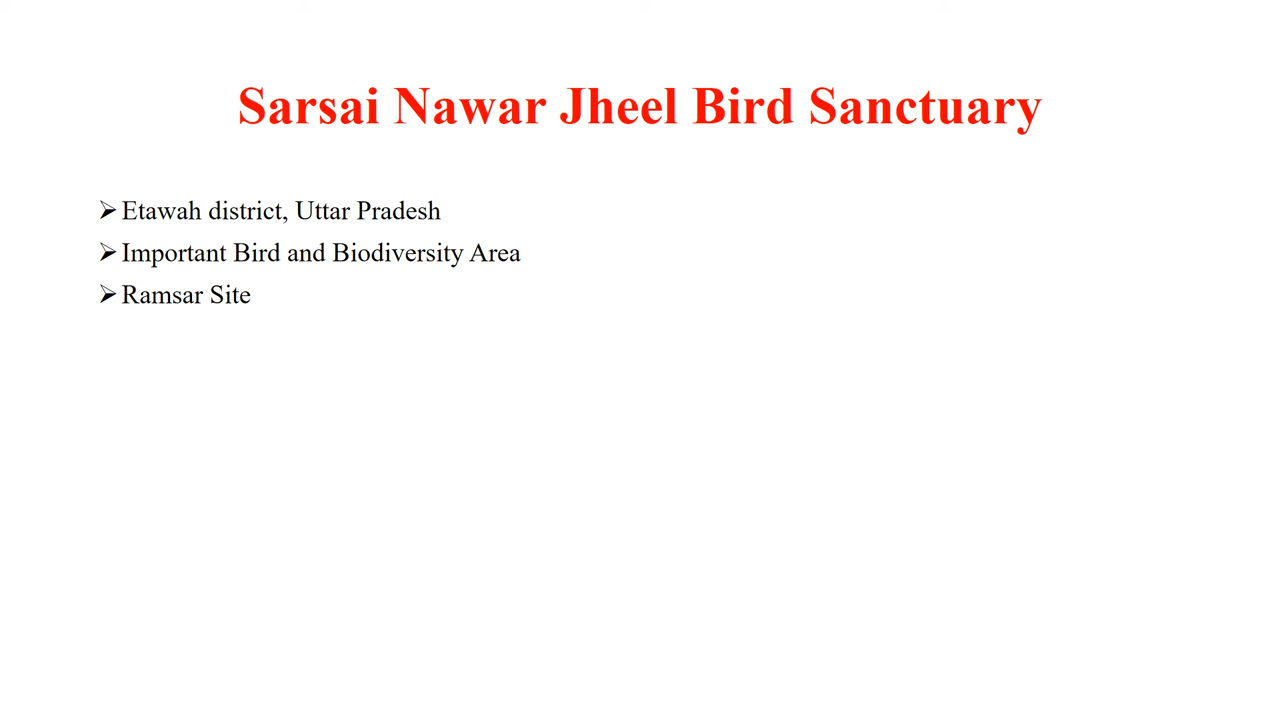 Sarsai Nawar Jheel Bird Sanctuary
➢Etawah district, Uttar Pradesh
➢Important Bird and Biodiversity Area
➢Ramsar Site